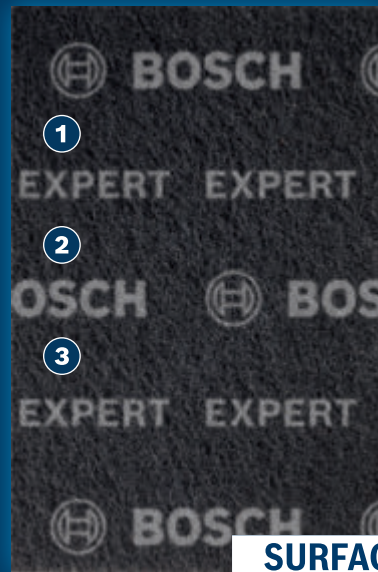 BOSCH
1
EXPERT EXPERT
2
OSCH BOS
3
EXPERT EXPERT
BOSCH
SURFAC